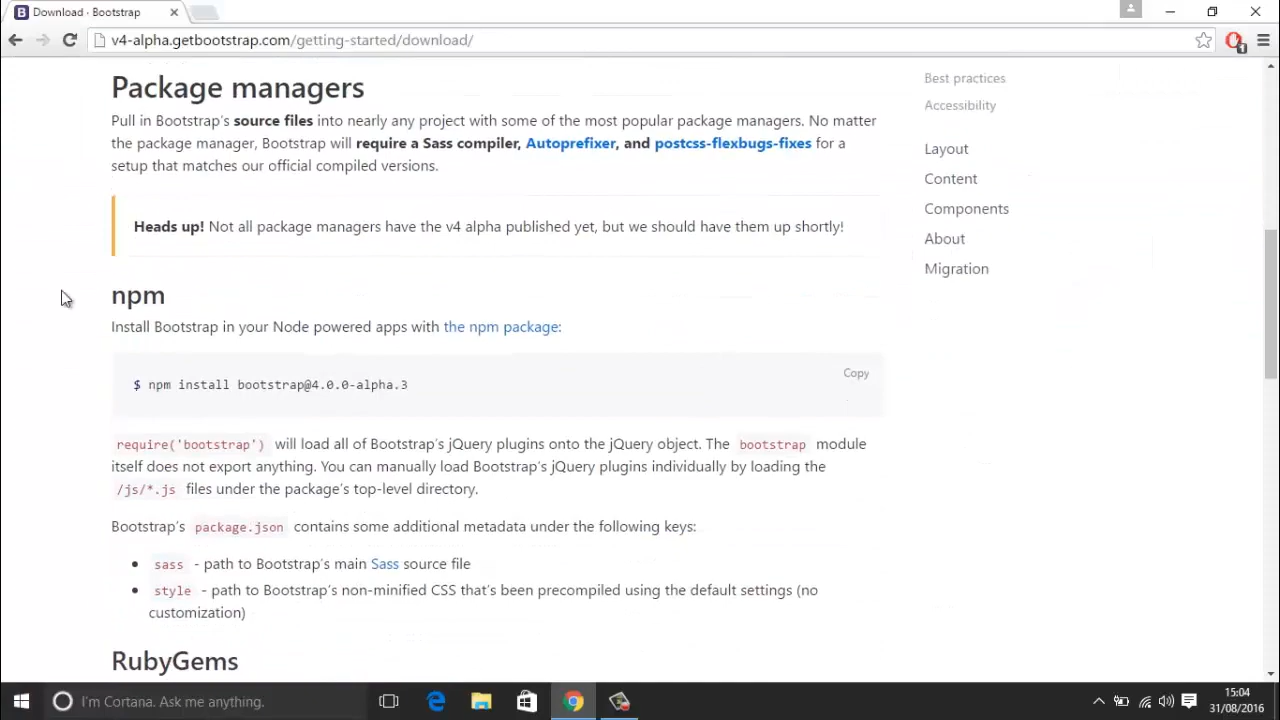 Download · Bootstrap
v4-alpha.getbootstrap.com/getting-started/download/
1
Package managers
Pull in Bootstrap's source files into nearly any project with some of the most popular package managers. No matter
the package manager, Bootstrap will require a Sass compiler, Autoprefixer, and postcss-flexbugs-fixes for a
setup that matches our official compiled versions.
Heads up! Not all package managers have the v4 alpha published yet, but we should have them up shortly!
npm
Install Bootstrap in your Node powered apps with the npm package:
Copy
$ npm install bootstrap@4.0.0-alpha.3
require('bootstrap') will load all of Bootstrap's jQuery plugins onto the jQuery object. The bootstrap module
itself does not export anything. You can manually load Bootstrap's jQuery plugins individually by loading the
/js/*.js files under the package's top-level directory.
Bootstrap's package.json contains some additional metadata under the following keys:
• sass - path to Bootstrap's main Sass source file
• style - path to Bootstrap's non-minified CSS that's been precompiled using the default settings (no
customization)
RubyGems
Best practices
Accessibility
Layout
Content
Components
About
Migration
I'm Cortana. Ask me anything.
15:04
31/08/2016